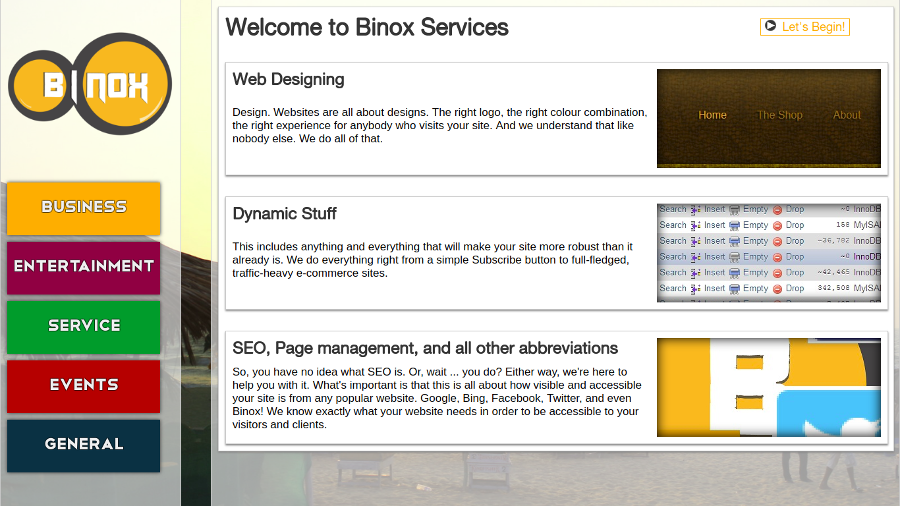 BINOX
BUSINESS
ENTERTAINMENT
SERVICE
EVENTS
GENERAL
Welcome to Binox Services
Let's Begin!
Web Designing
Design. Websites are all about designs. The right logo, the right colour combination,
the right experience for anybody who visits your site. And we understand that like
nobody else. We do all of that.
Home The Shop About
Dynamic Stuff
This includes anything and everything that will make your site more robust than it
already is. We do everything right from a simple Subscribe button to full-fledged,
traffic-heavy e-commerce sites.
Search Insert Empty Drop ~0 InnoDB
Search Insert Empty Drop 158 MyISA
Search Insert Empty Drop ~36,782 InnoDB
Search Insert Empty Drop ~0 InnoDB
Search Insert Empty Drop ~42,465 InnoDB
Search Insert Empty Drop 342,508 MyISA
SEO, Page management, and all other abbreviations
So, you have no idea what SEO is. Or, wait ... you do? Either way, we're here to
help you with it. What's important is that this is all about how visible and accessible
your site is from any popular website. Google, Bing, Facebook, Twitter, and even
Binox! We know exactly what your website needs in order to be accessible to your
visitors and clients.
B